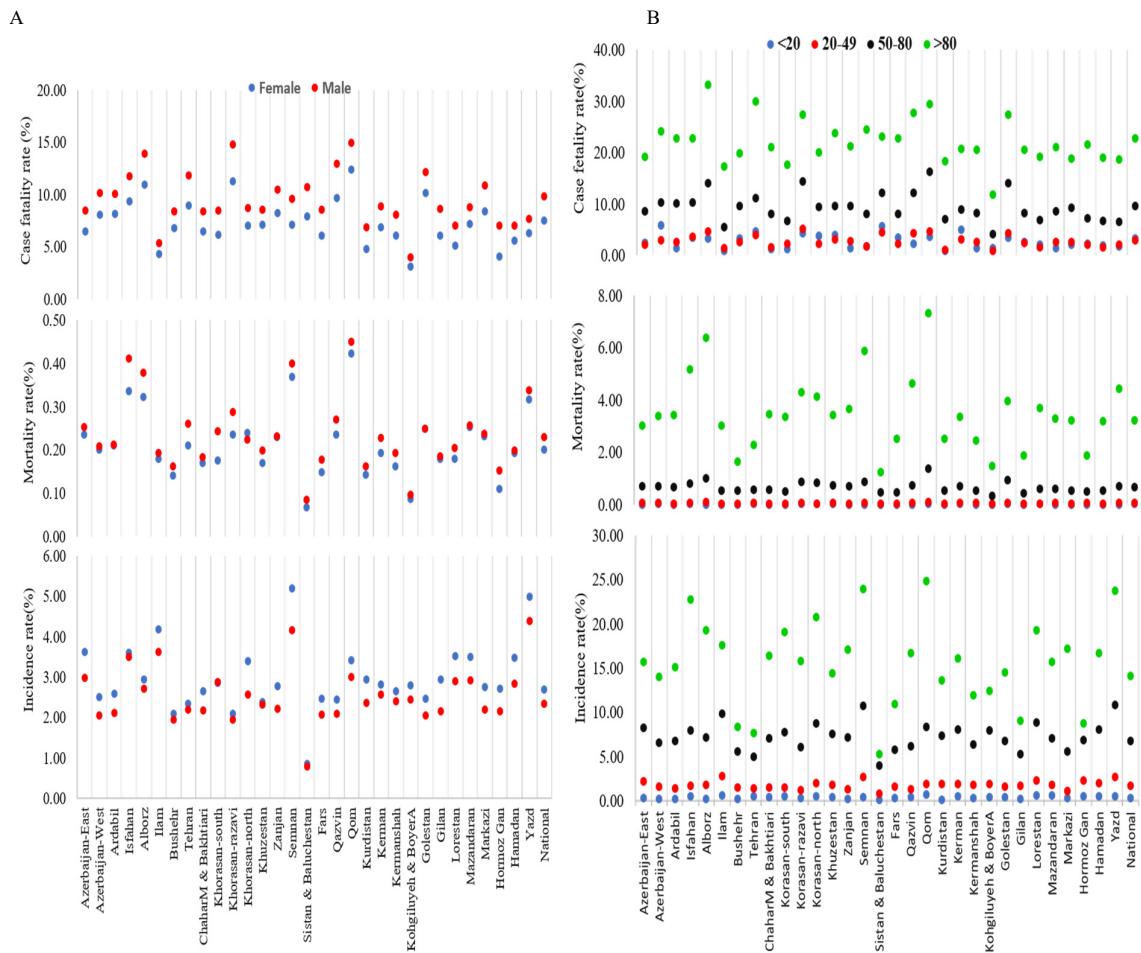 A
Female
Male
Case fatality rate (%)
20.00
15.00
10.00
5.00
0.00
Mortality rate(%)
0.50
0.40
0.30
0.20
0.10
0.00
Incidence rate(%)
6.00
5.00
4.00
3.00
2.00
1.00
0.00
Azerbaijan-East
Azerbaijan-West
Ardabil
Isfahan
Alborz
Ilam
Bushehr
Tehran
ChaharM & Bakhtiari
Khorasan-south
Khorasan-razavi
Khorasan-north
Khuzestan
Zanjan
Semnan
Sistan & Baluchestan
Fars
Qazvin
Qom
Kurdistan
Kerman
Kermanshah
Kohgiluyeh & BoyerA
Golestan
Gilan
Lorestan
Mazandaran
Markazi
Hormoz Gan
Hamadan
Yazd
National
B
<20
20-49
50-80
>80
Case fetality rate(%)
40.00
30.00
20.00
10.00
0.00
Mortality rate(%)
8.00
6.00
4.00
2.00
0.00
Incidence rate(%)
30.00
25.00
20.00
15.00
10.00
5.00
0.00
Azerbaijan-East
Azerbaijan-West
Ardabil
Isfahan
Alborz
Ilam
Bushehr
Tehran
ChaharM & Bakhtiari
Korasan-south
Korasan-razavi
Korasan-north
Khuzestan
Zanjan
Semnan
Sistan & Baluchestan
Fars
Qazvin
Qom
Kurdistan
Kerman
Kermanshah
Kohgiluyeh & BoyerA
Golestan
Gilan
Lorestan
Mazandaran
Markazi
Hormoz Gan
Hamadan
Yazd
National